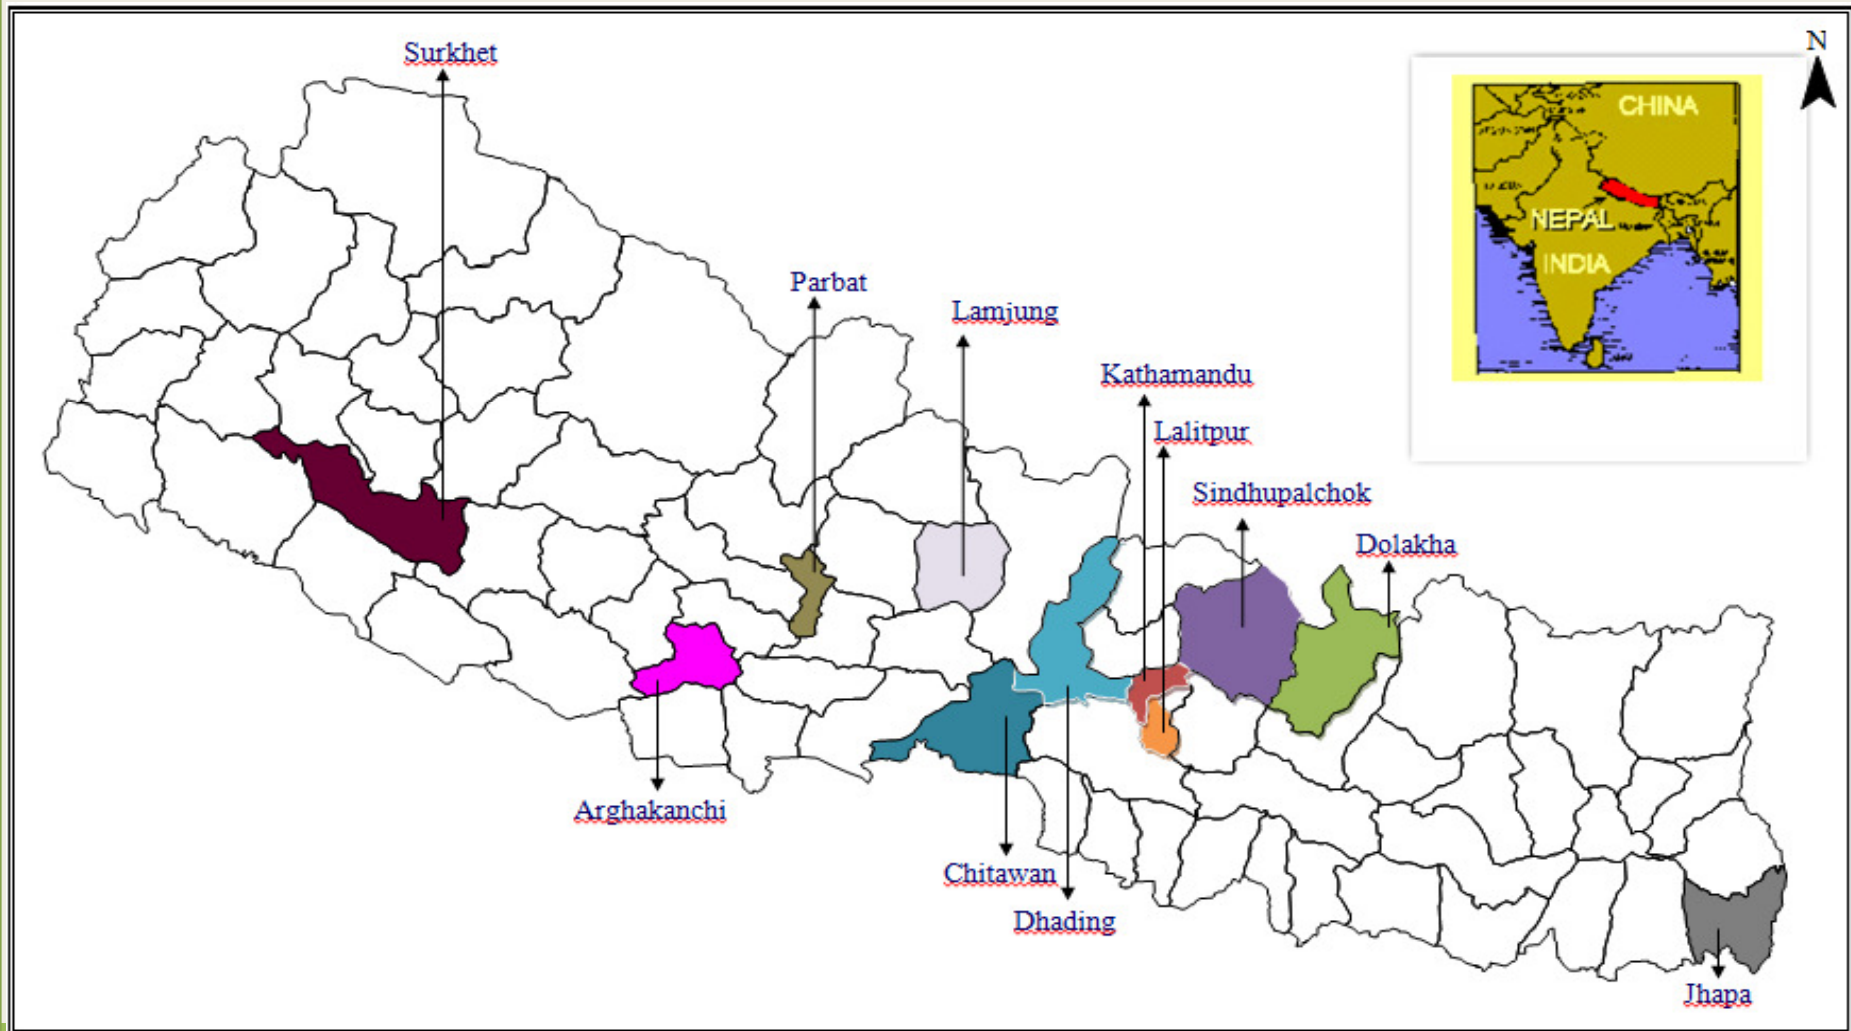 Surkhet
N
CHINA
NEPAL
INDIA
Parbat
Lamjung
Kathamandu
Lalitpur
Sindhupalchok
Dolakha
Arghakanchi
Chitawan
Dhading
Jhapa